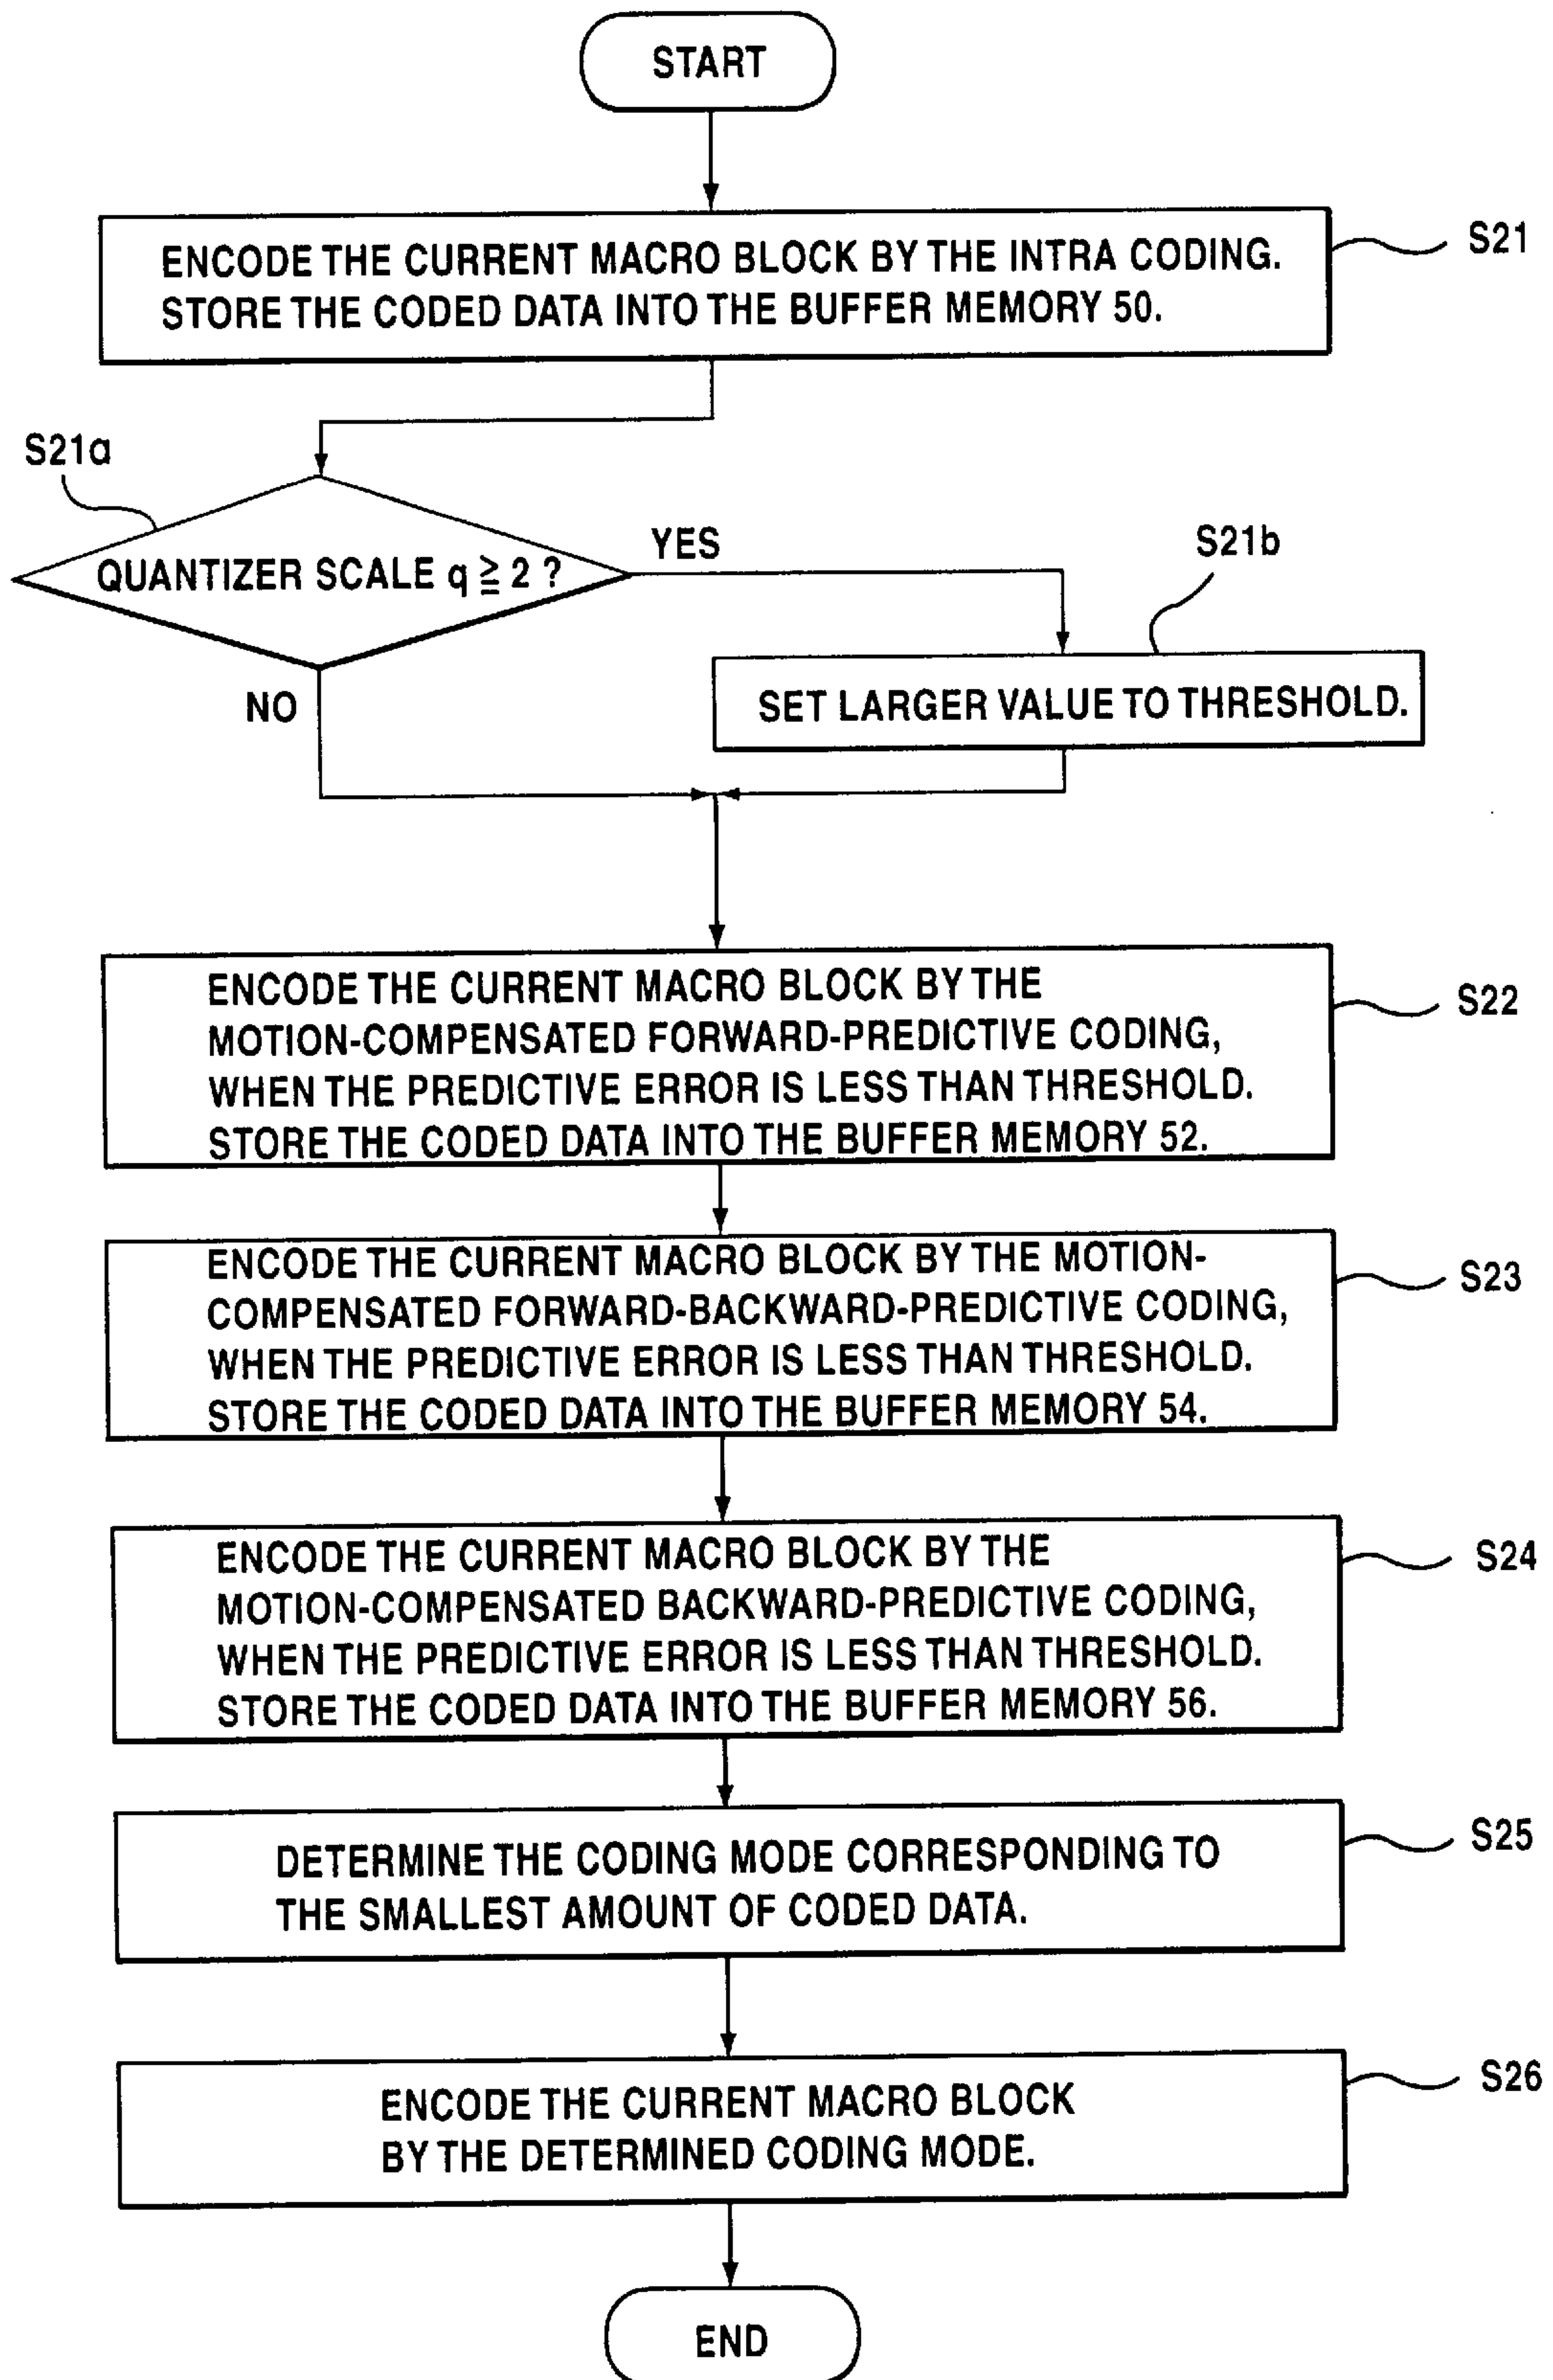 START
ENCODE THE CURRENT MACRO BLOCK BY THE INTRA CODING.
STORE THE CODED DATA INTO THE BUFFER MEMORY 50.
S21
S21a
QUANTIZER SCALE q ≧ 2 ?
YES
S21b
SET LARGER VALUE TO THRESHOLD.
NO
ENCODE THE CURRENT MACRO BLOCK BY THE
MOTION-COMPENSATED FORWARD-PREDICTIVE CODING,
WHEN THE PREDICTIVE ERROR IS LESS THAN THRESHOLD.
STORE THE CODED DATA INTO THE BUFFER MEMORY 52.
S22
ENCODE THE CURRENT MACRO BLOCK BY THE MOTION-
COMPENSATED FORWARD-BACKWARD-PREDICTIVE CODING,
WHEN THE PREDICTIVE ERROR IS LESS THAN THRESHOLD.
STORE THE CODED DATA INTO THE BUFFER MEMORY 54.
S23
ENCODE THE CURRENT MACRO BLOCK BY THE
MOTION-COMPENSATED BACKWARD-PREDICTIVE CODING,
WHEN THE PREDICTIVE ERROR IS LESS THAN THRESHOLD.
STORE THE CODED DATA INTO THE BUFFER MEMORY 56.
S24
DETERMINE THE CODING MODE CORRESPONDING TO
THE SMALLEST AMOUNT OF CODED DATA.
S25
ENCODE THE CURRENT MACRO BLOCK
BY THE DETERMINED CODING MODE.
S26
END